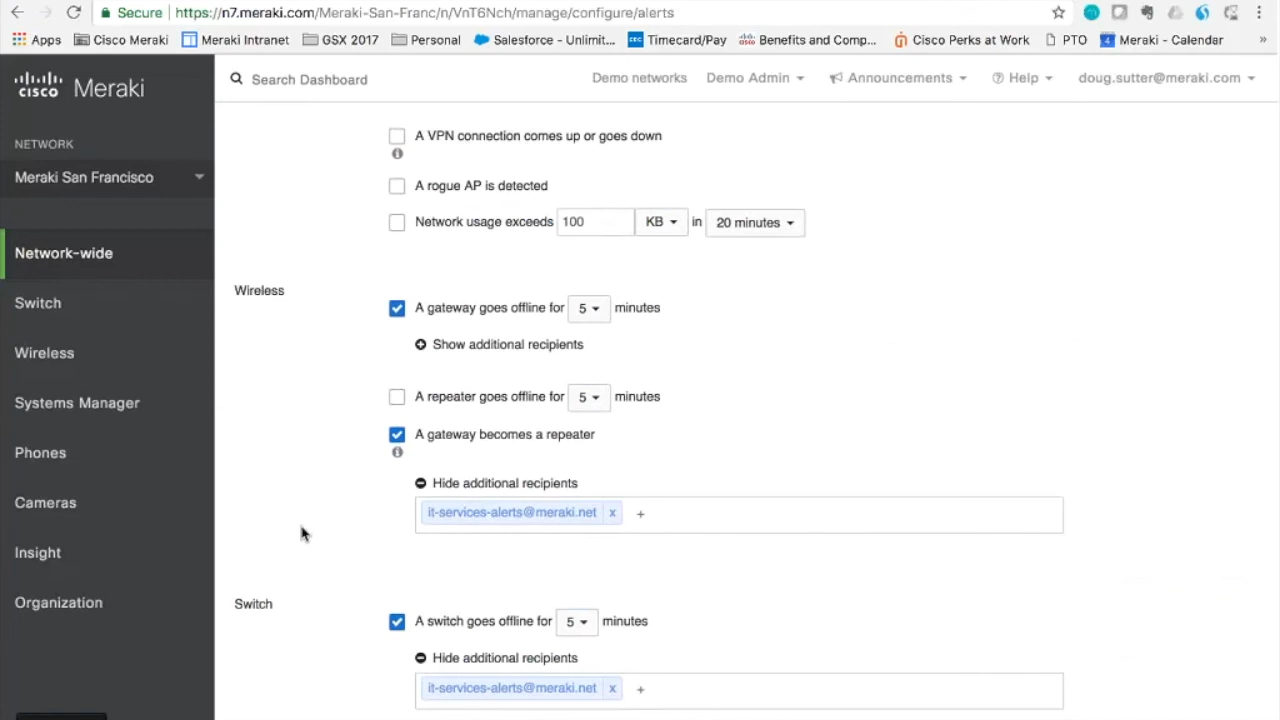 Secure | https://n7.meraki.com/Meraki-San-Franc/n/VnT6Nch/manage/configure/alerts
Apps Cisco Meraki Meraki Intranet GSX 2017 Personal Salesforce - Unlimit... Timecard/Pay Benefits and Comp... Cisco Perks at Work PTO Meraki - Calendar »
cisco Meraki
Search Dashboard Demo networks Demo Admin Announcements Help doug.sutter@meraki.com
NETWORK
Meraki San Francisco
Network-wide
Switch
Wireless
Systems Manager
Phones
Cameras
Insight
Organization
A VPN connection comes up or goes down
A rogue AP is detected
Network usage exceeds 100 KB in 20 minutes
Wireless
A gateway goes offline for 5 minutes
Show additional recipients
A repeater goes offline for 5 minutes
A gateway becomes a repeater
Hide additional recipients
it-services-alerts@meraki.net x +
Switch
A switch goes offline for 5 minutes
Hide additional recipients
it-services-alerts@meraki.net x +